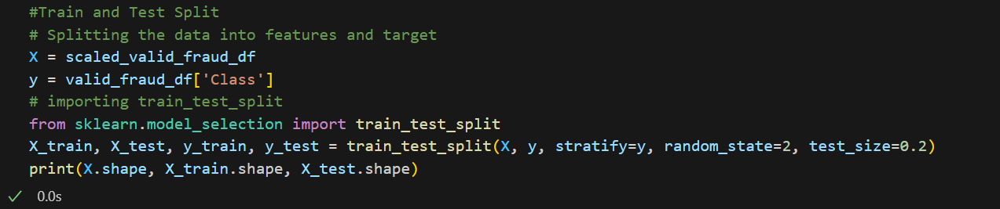 #Train and Test Split
# Splitting the data into features and target
X = scaled_valid_fraud_df
y = valid_fraud_df['Class']
# importing train_test_split
from sklearn.model_selection import train_test_split
X_train, X_test, y_train, y_test = train_test_split(X, y, stratify=y, random_state=2, test_size=0.2)
print(X.shape, X_train.shape, X_test.shape)
0.0s